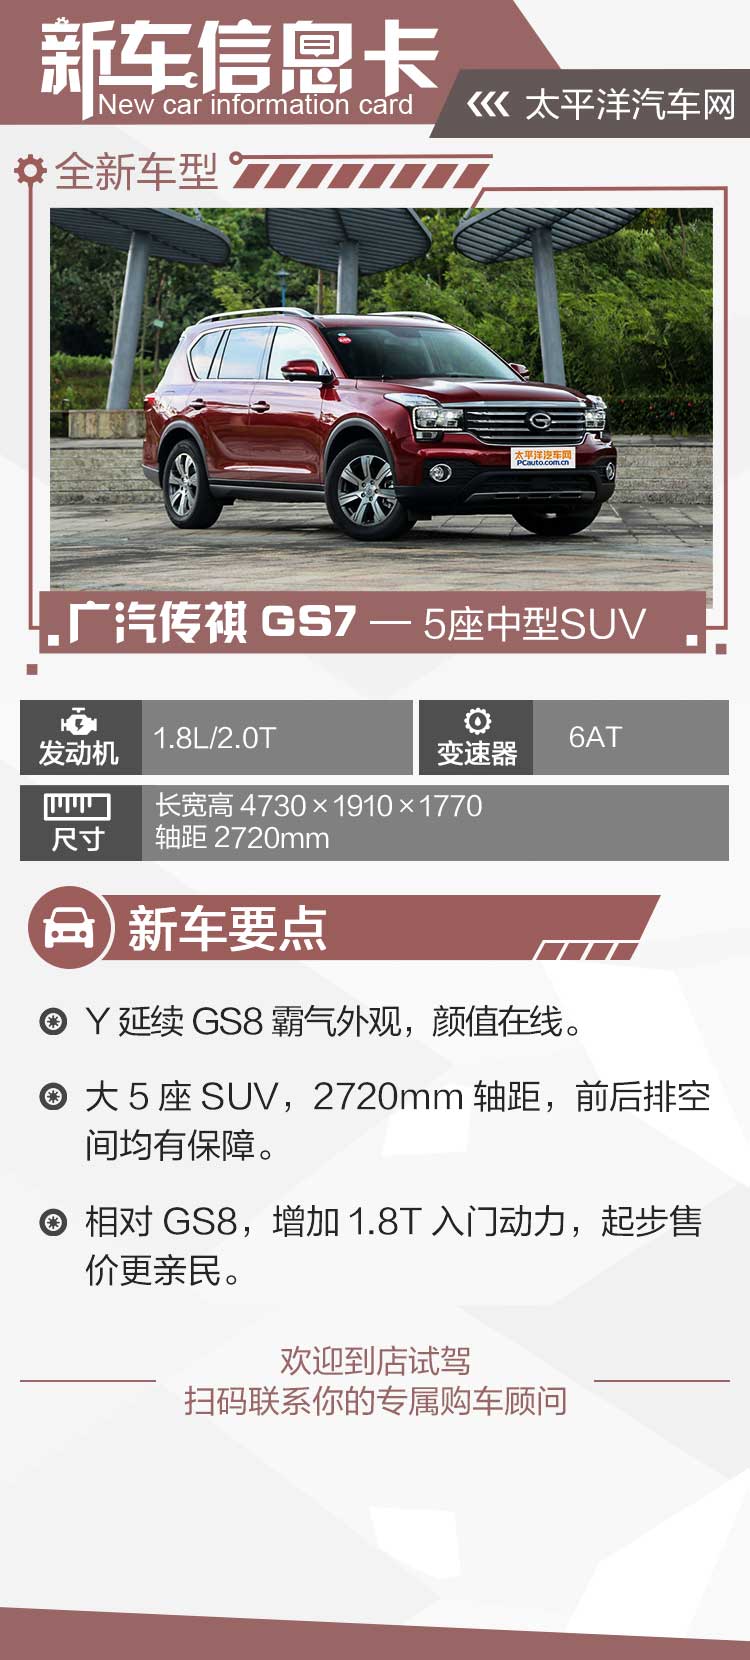 新车信息卡
New car information card
太平洋汽车网
全新车型
太平洋汽车网
PCauto.com.cn
广汽传祺 GS7 — 5座中型SUV
发动机
1.8L/2.0T
变速器
6AT
尺寸
长宽高 4730×1910×1770
轴距 2720mm
新车要点
Y 延续 GS8 霸气外观，颜值在线。
大 5 座 SUV，2720mm 轴距，前后排空
间均有保障。
相对 GS8，增加 1.8T 入门动力，起步售
价更亲民。
欢迎到店试驾
扫码联系你的专属购车顾问